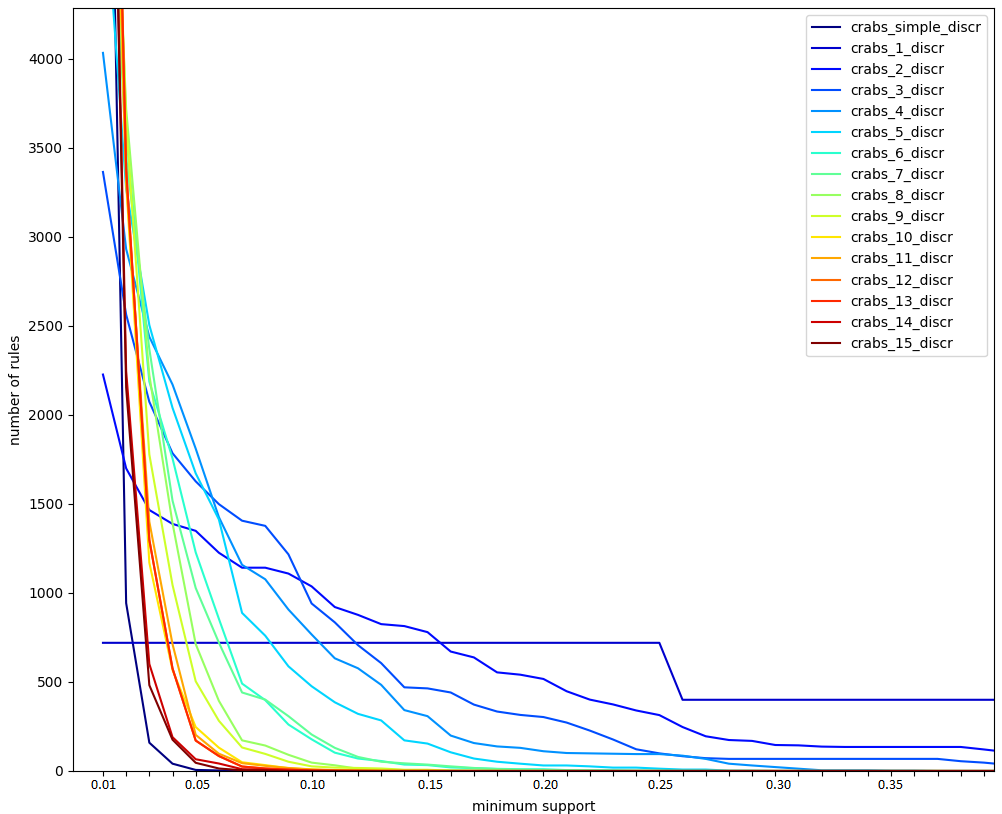 crabs_simple_discr
crabs_1_discr
crabs_2_discr
crabs_3_discr
crabs_4_discr
crabs_5_discr
crabs_6_discr
crabs_7_discr
crabs_8_discr
crabs_9_discr
crabs_10_discr
crabs_11_discr
crabs_12_discr
crabs_13_discr
crabs_14_discr
crabs_15_discr
4000
3500
3000
2500
2000
1500
1000
500
0
number of rules
0.01 0.05 0.10 0.15 0.20 0.25 0.30 0.35
minimum support